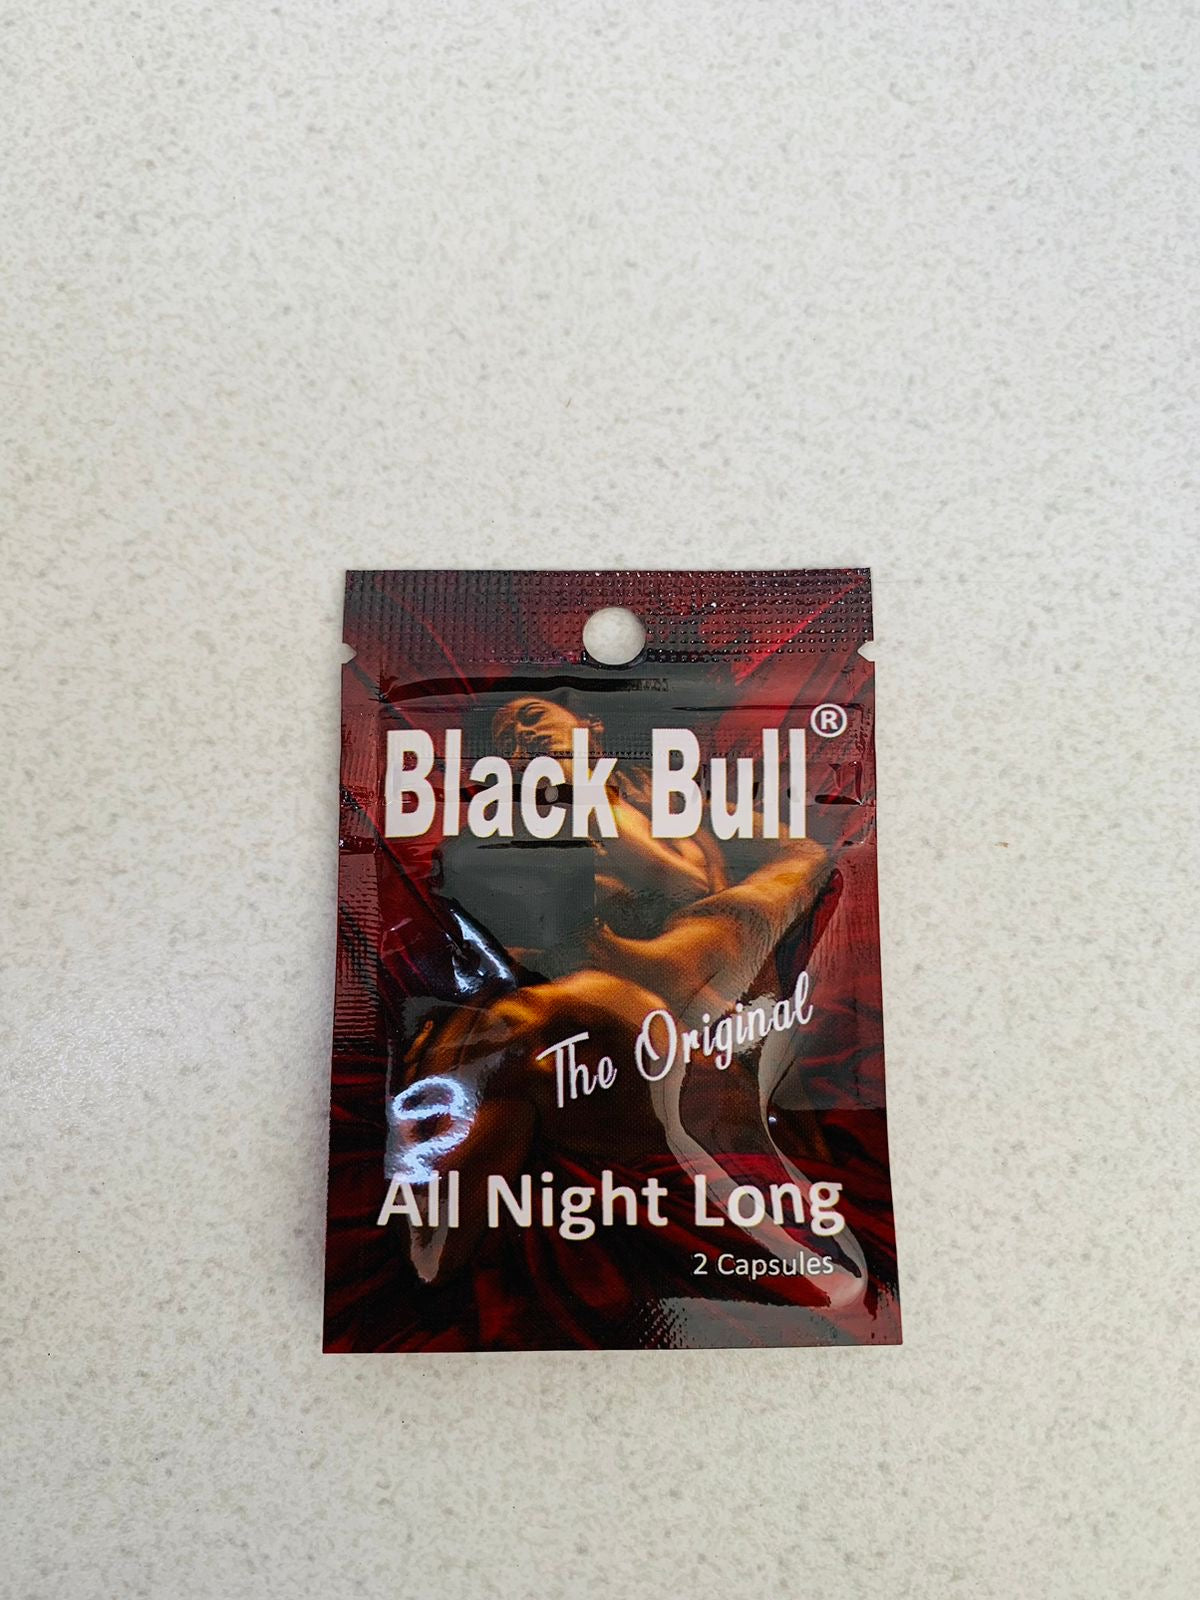 Black Bull®
The Original
All Night Long
2 Capsules